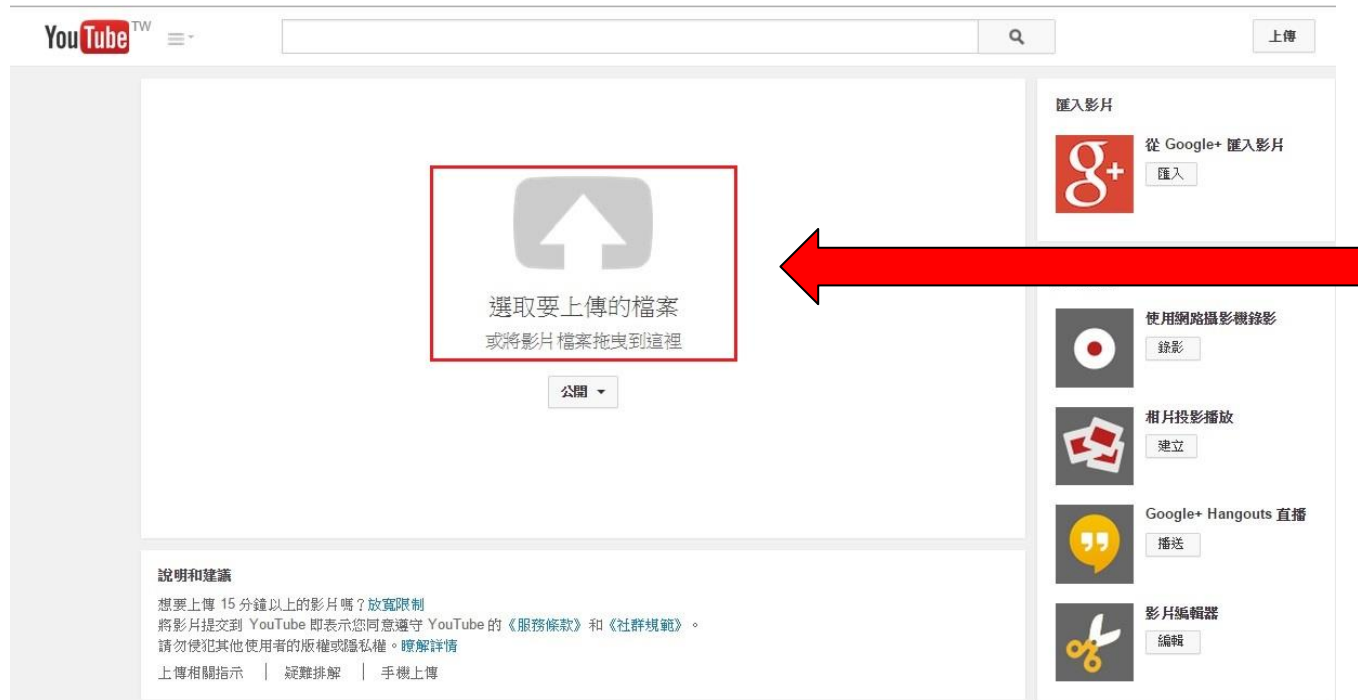 YouTube TW
上傳
選取要上傳的檔案
或將影片檔案拖曳到這裡
公開
說明和建議
想要上傳 15 分鐘以上的影片嗎？放寬限制
將影片提交到 YouTube 即表示您同意遵守 YouTube 的《服務條款》和《社群規範》。
請勿侵犯其他使用者的版權或隱私權。瞭解詳情
上傳相關指示 | 疑難排解 | 手機上傳
匯入影片
g+
從 Google+ 匯入影片
匯入
使用網路攝影機錄影
錄影
相片投影播放
建立
Google+ Hangouts 直播
播送
影片編輯器
編輯